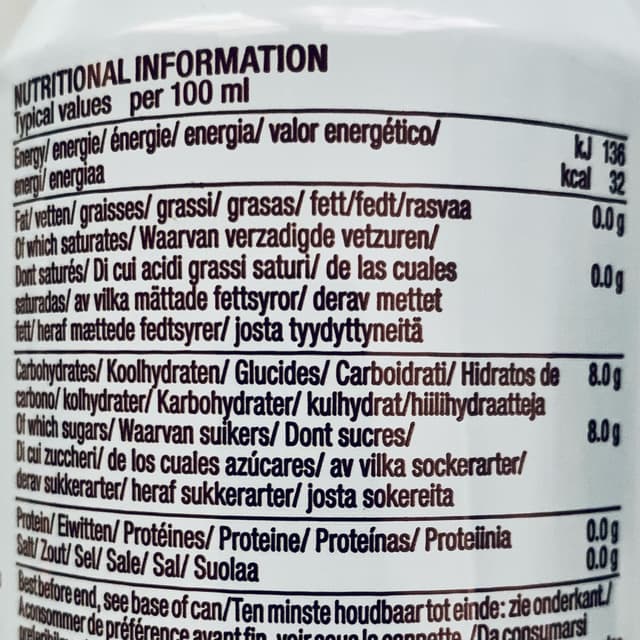 NUTRITIONAL INFORMATION
Typical values per 100 ml
Energy/ energie/ énergie/ energia/ valor energético/ kJ 136
energi/ energiaa kcal 32
Fat/ vetten/ graisses/ grassi/ grasas/ fett/fedt/rasvaa 0.0 g
Of which saturates/ Waarvan verzadigde vetzuren/
Dont saturés/ Di cui acidi grassi saturi/ de las cuales 0.0 g
saturadas/ av vilka mättade fettsyror/ derav mettet
fett/ heraf mættede fedtsyrer/ josta tyydyttyneitä
Carbohydrates/ Koolhydraten/ Glucides/ Carboidrati/ Hidratos de 8.0 g
carbono/ kolhydrater/ Karbohydrater/ kulhydrat/hiilihydraatteja
Of which sugars/ Waarvan suikers/ Dont sucres/ 8.0 g
Di cui zuccheri/ de los cuales azúcares/ av vilka sockerarter/
derav sukkerarter/ heraf sukkerarter/ josta sokereita
Protein/ Eiwitten/ Protéines/ Proteine/ Proteínas/ Proteiinia 0.0 g
Salt/ Zout/ Sel/ Sale/ Sal/ Suolaa 0.0 g
Best before end, see base of can/Ten minste houdbaar tot einde: zie onderkant./
A consommer de préférence avant fin, voir sous la cannette./Da consumarsi